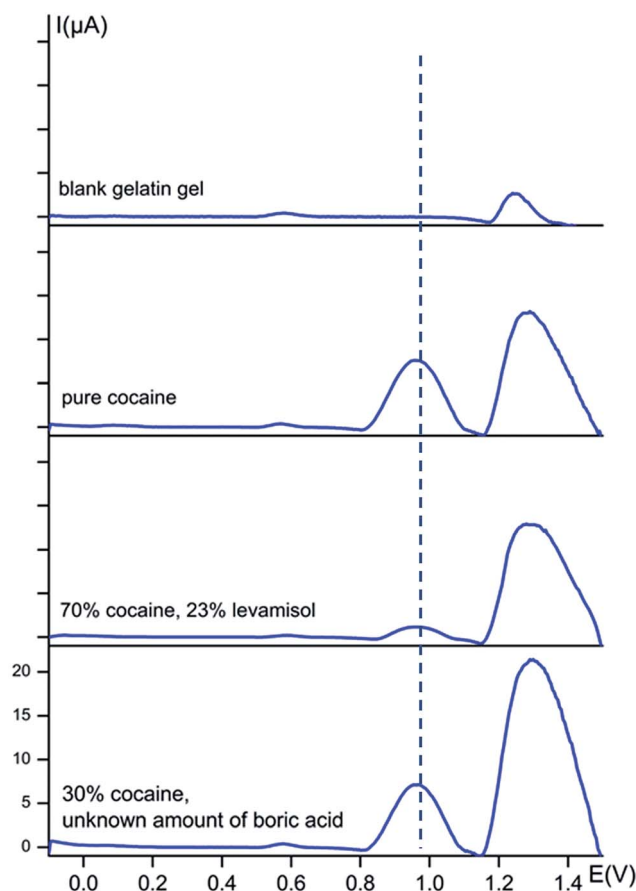 I(µA)
blank gelatin gel
pure cocaine
70% cocaine, 23% levamisol
20
15
10
5
0
30% cocaine,
unknown amount of boric acid
0.0 0.2 0.4 0.6 0.8 1.0 1.2 1.4 E(V)